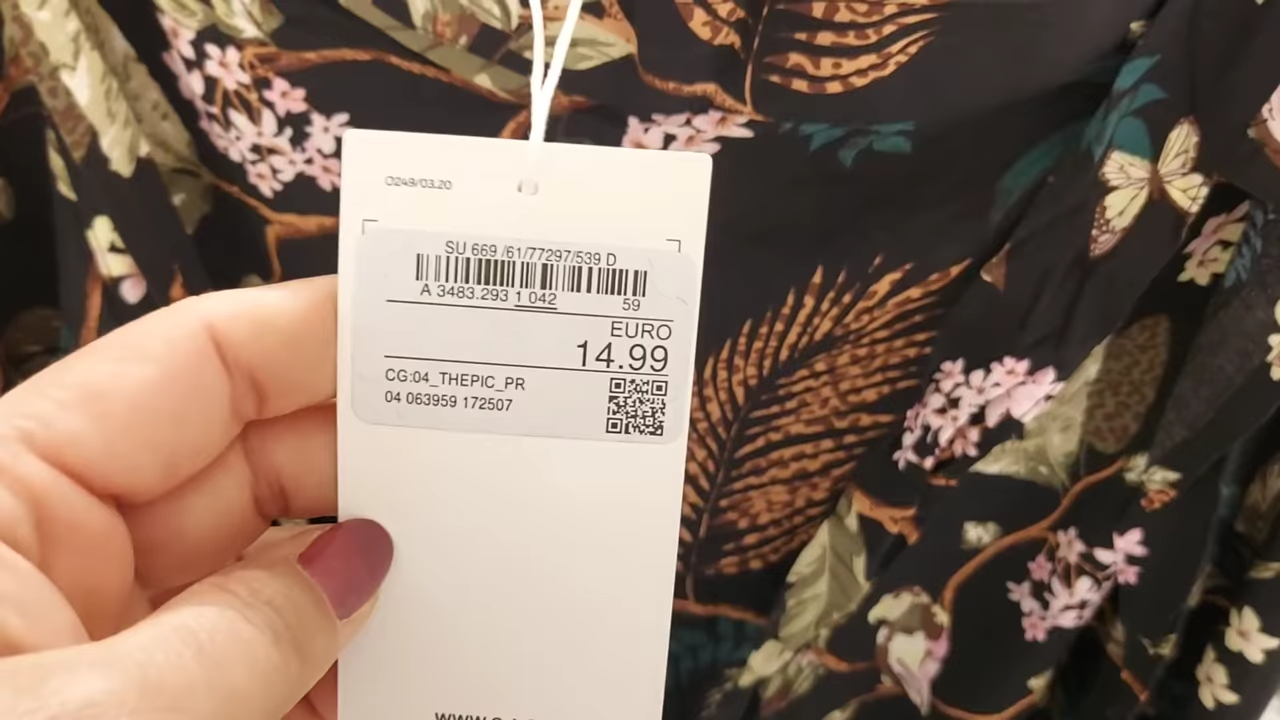 0249/03.20
SU 669 /61/77297/539 D
A 3483.293 1 042 59
EURO
14.99
CG:04_THEPIC_PR
04 063959 172507